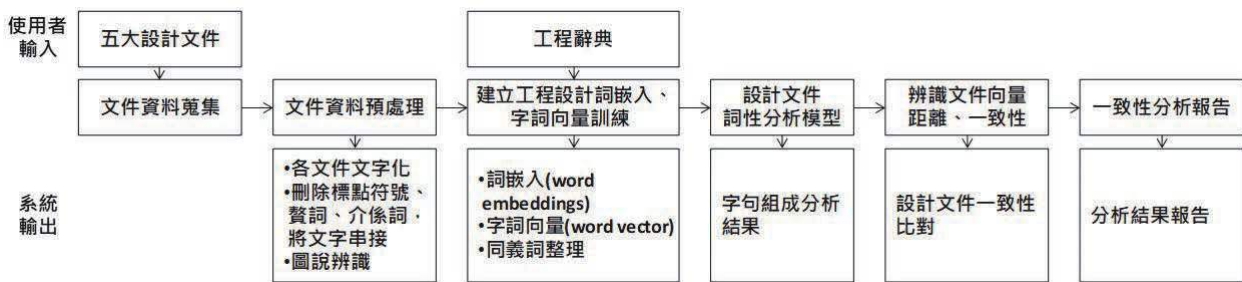 使用者
輸入
五大設計文件
工程辭典
文件資料蒐集
文件資料預處理
建立工程設計詞嵌入、
字詞向量訓練
設計文件
詞性分析模型
辨識文件向量
距離、一致性
一致性分析報告
系統
輸出
•各文件文字化
•刪除標點符號、
贅詞、介係詞，
將文字串接
•圖說辨識
•詞嵌入(word
embeddings)
•字詞向量(word vector)
•同義詞整理
字句組成分析
結果
設計文件一致性
比對
分析結果報告